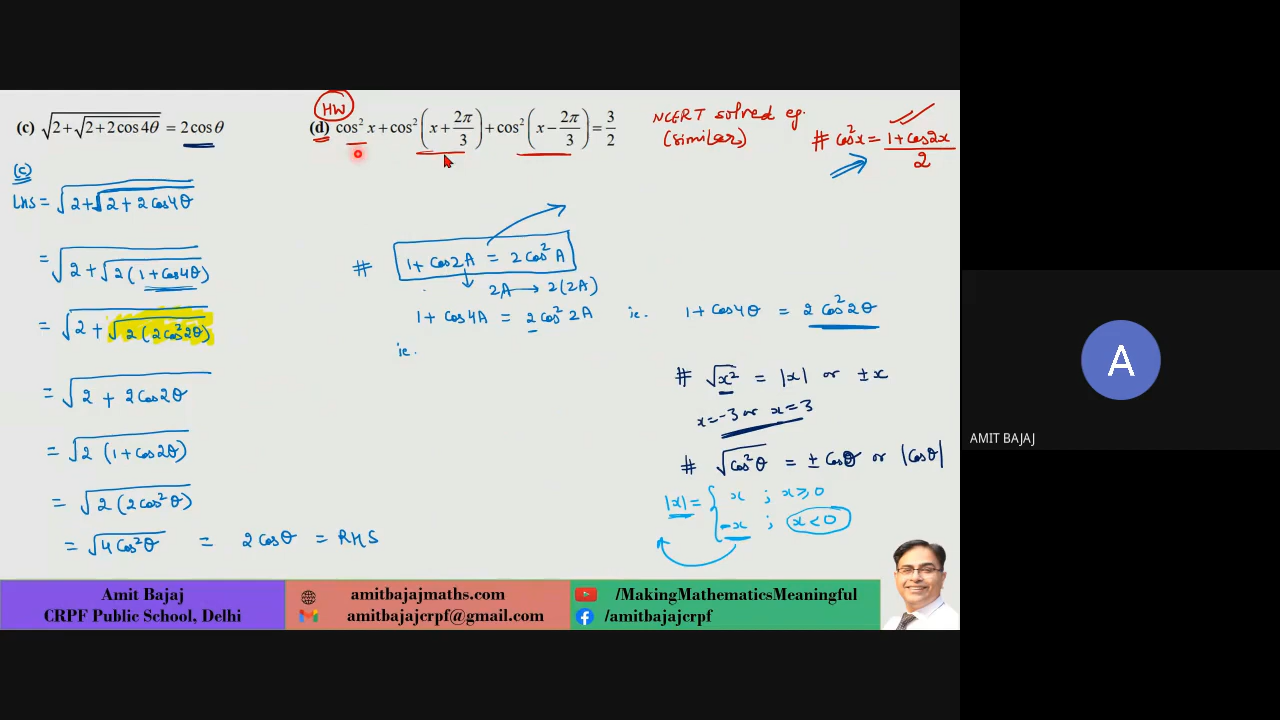 (c) √(2+√(2+2cos4θ)) = 2cosθ
HW
(d) cos²x+cos²(x+2π/3)+cos²(x−2π/3)=3/2
NCERT solved eg.
(similar)
# cos²x = (1+cos2x)/2
(c)
LHS = √(2+√(2+2cos4θ))
= √(2+√(2(1+cos4θ)))
= √(2+√(2(2cos²2θ)))
= √(2+2cos2θ)
= √(2(1+cos2θ))
= √(2(2cos²θ))
= √(4cos²θ) = 2cosθ = RHS
# 1+cos2A = 2cos²A
2A → 2(2A)
1+cos4A = 2cos²2A ie. 1+cos4θ = 2cos²2θ
ie.
# √x² = |x| or ±x
x=-3 or x=3
# √cos²θ = ±cosθ or |cosθ|
|x| = { x ; x≥0
-x ; x<0
AMIT BAJAJ
A
Amit Bajaj
CRPF Public School, Delhi
amitbajajmaths.com
amitbajajcrpf@gmail.com
/MakingMathematicsMeaningful
/amitbajajcrpf